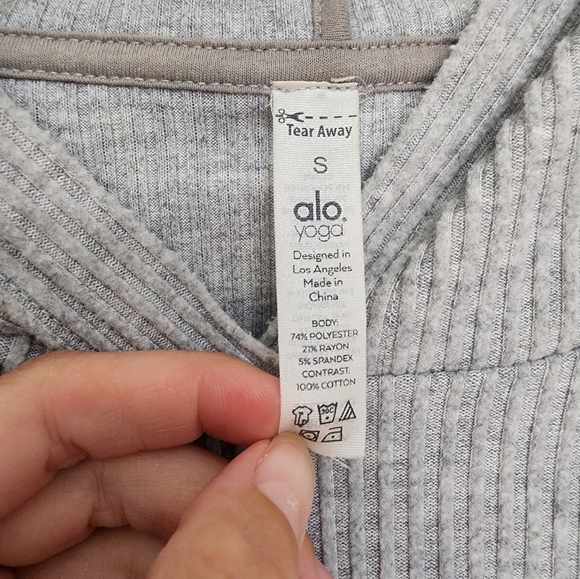 Tear Away
S
alo
yoga
Designed in
Los Angeles
Made in
China
BODY:
74% POLYESTER
21% RAYON
5% SPANDEX
CONTRAST:
100% COTTON